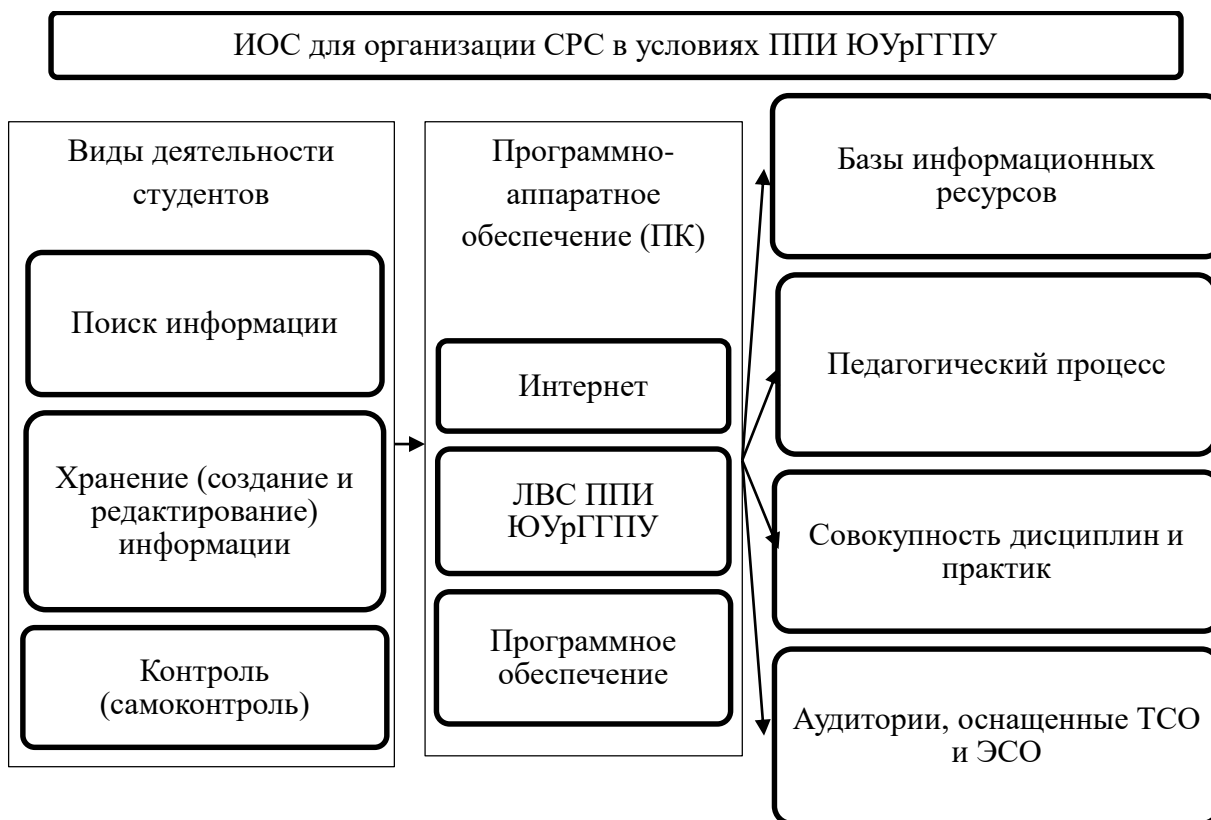 ИОС для организации СРС в условиях ППИ ЮУрГГПУ
Виды деятельности
студентов
Поиск информации
Хранение (создание и
редактирование)
информации
Контроль
(самоконтроль)
Программно-
аппаратное
обеспечение (ПК)
Интернет
ЛВС ППИ
ЮУрГГПУ
Программное
обеспечение
Базы информационных
ресурсов
Педагогический процесс
Совокупность дисциплин и
практик
Аудитории, оснащенные ТСО
и ЭСО